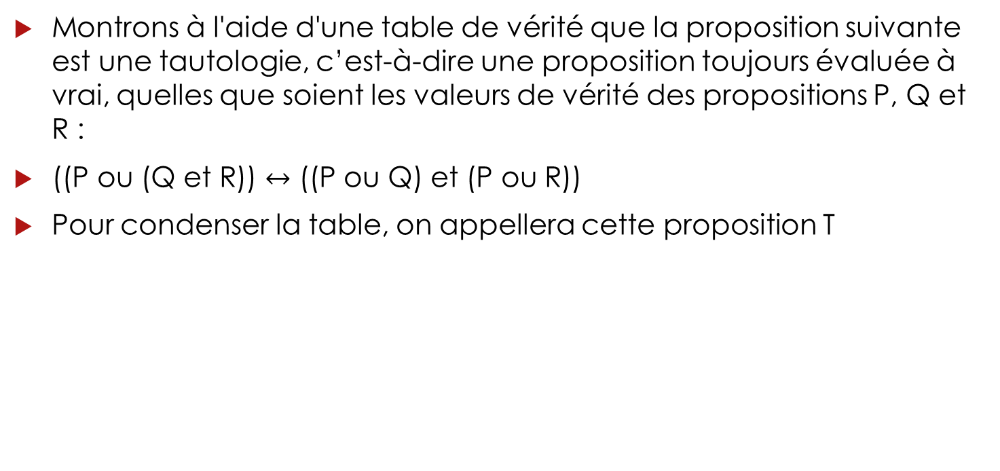 Montrons à l'aide d'une table de vérité que la proposition suivante
est une tautologie, c’est-à-dire une proposition toujours évaluée à
vrai, quelles que soient les valeurs de vérité des propositions P, Q et
R :
((P ou (Q et R)) ↔ ((P ou Q) et (P ou R))
Pour condenser la table, on appellera cette proposition T